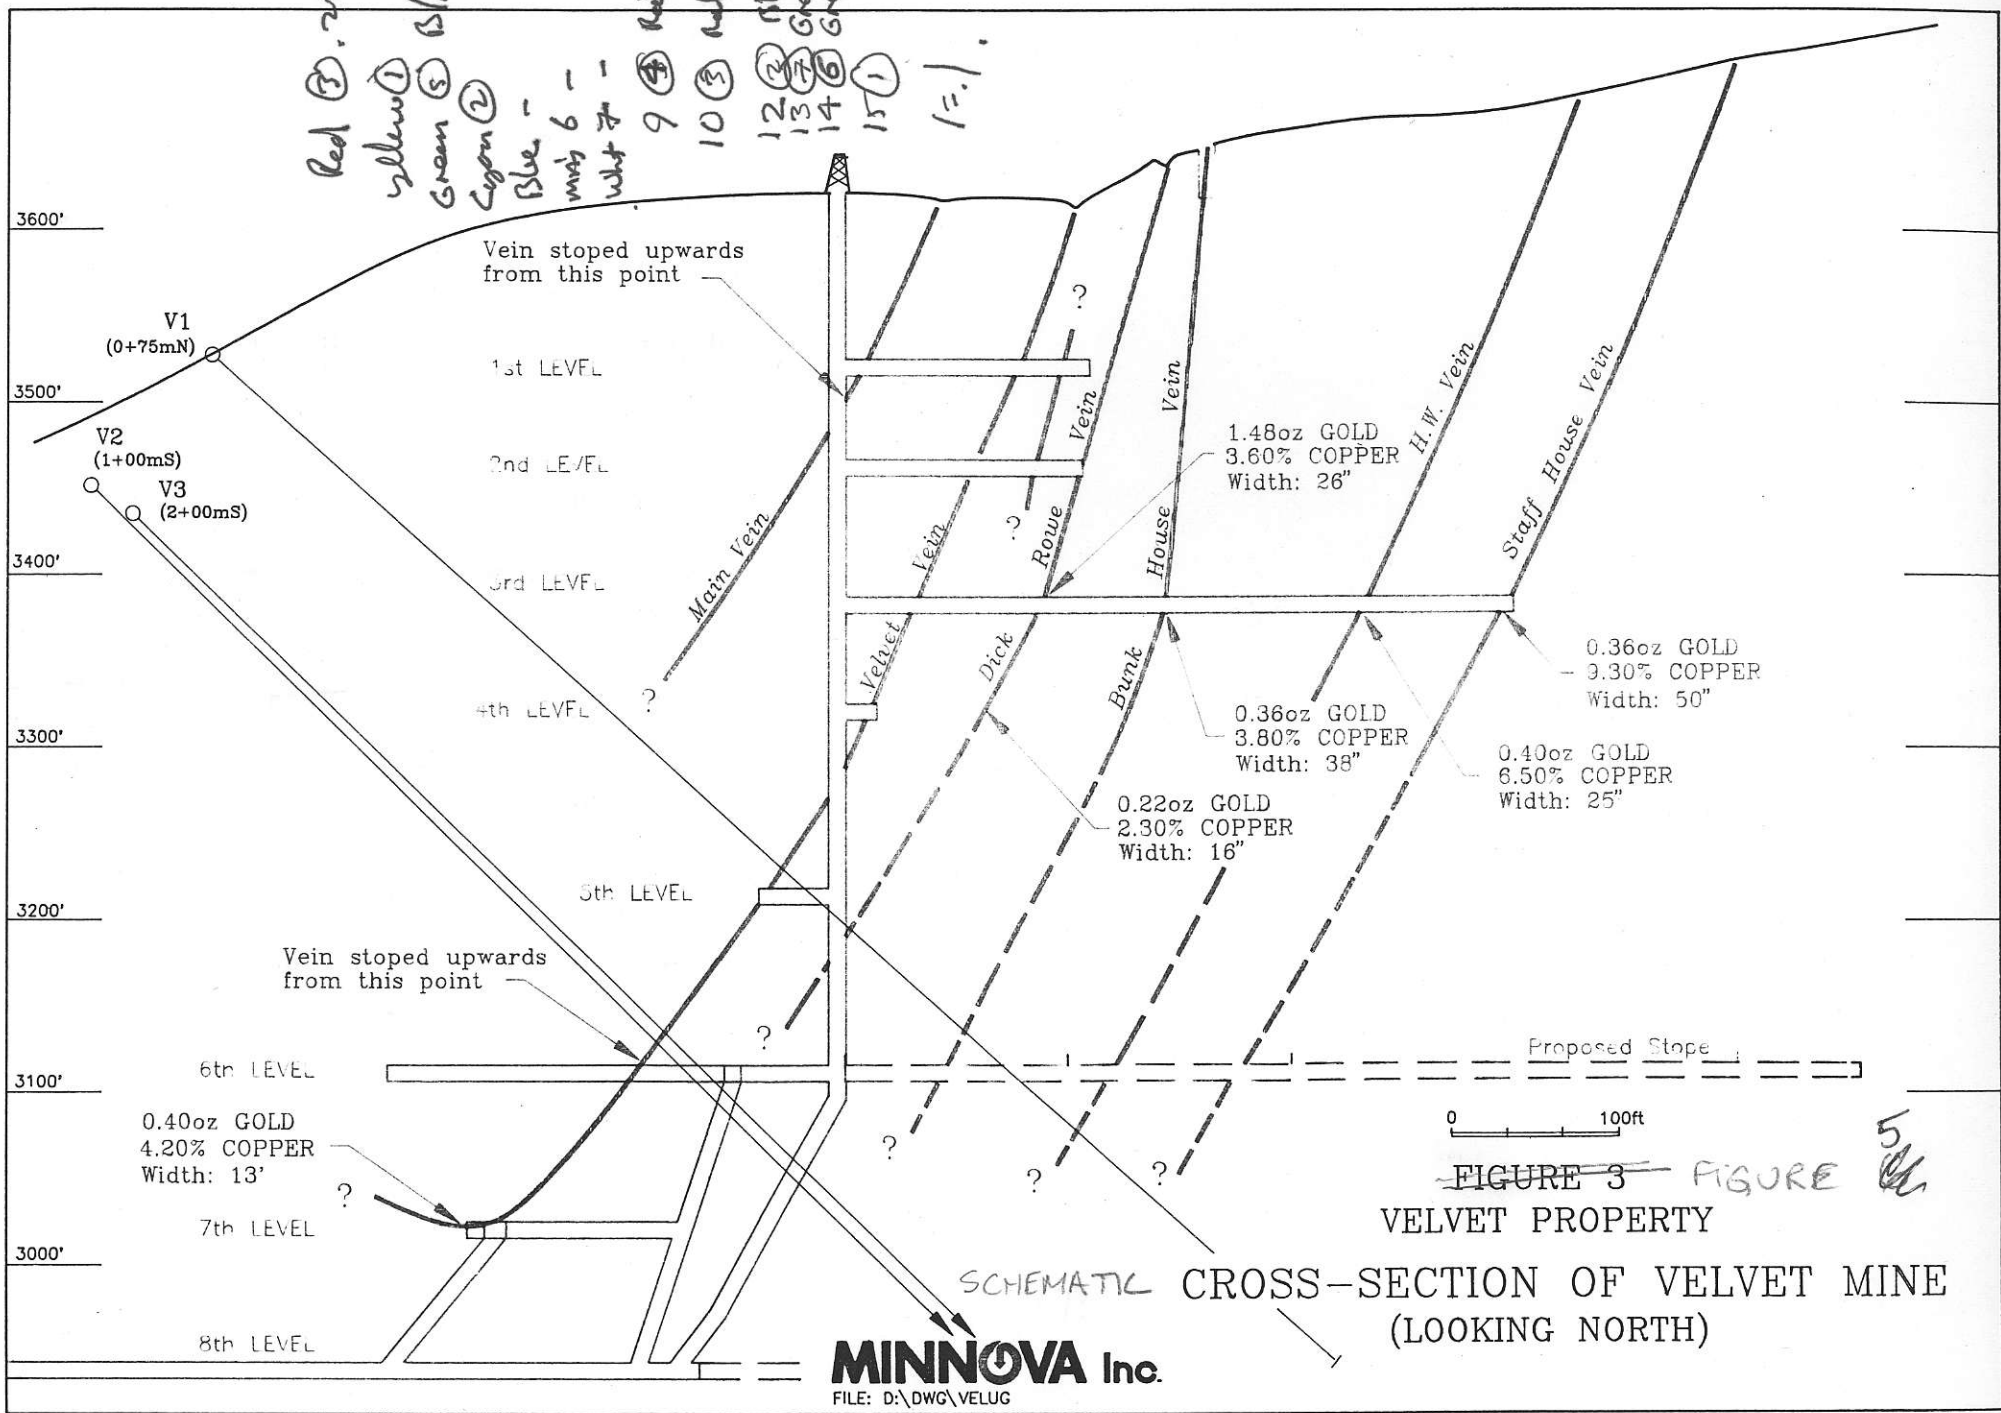 Red ③
yellow ①
Green ⑤
②
Blue -
6 -
7 -
9 ④
10 ③
12 ②
13 ⑦
14 ⑥
15 ①
1=.1.
3600'
Vein stoped upwards
from this point
V1
(0+75mN)
1st LEVEL
3500'
V2
(1+00mS)
V3
(2+00mS)
2nd LEVEL
?
?
Main Vein
?
Velvet Vein
Dick Rowe Vein
Bunk House Vein
H.W. Vein
Staff House Vein
1.48oz GOLD
3.60% COPPER
Width: 26"
3400'
3rd LEVEL
0.36oz GOLD
9.30% COPPER
Width: 50"
4th LEVEL
0.36oz GOLD
3.80% COPPER
Width: 38"
3300'
0.40oz GOLD
6.50% COPPER
Width: 25"
0.22oz GOLD
2.30% COPPER
Width: 16"
5th LEVEL
3200'
Vein stoped upwards
from this point
?
Proposed Stope
6th LEVEL
3100'
0.40oz GOLD
4.20% COPPER
Width: 13'
?
?
?
?
0 100ft
FIGURE 3 FIGURE 5
VELVET PROPERTY
7th LEVEL
3000'
SCHEMATIC CROSS-SECTION OF VELVET MINE
(LOOKING NORTH)
8th LEVEL
MINNOVA Inc.
FILE: D:\DWG\VELUG